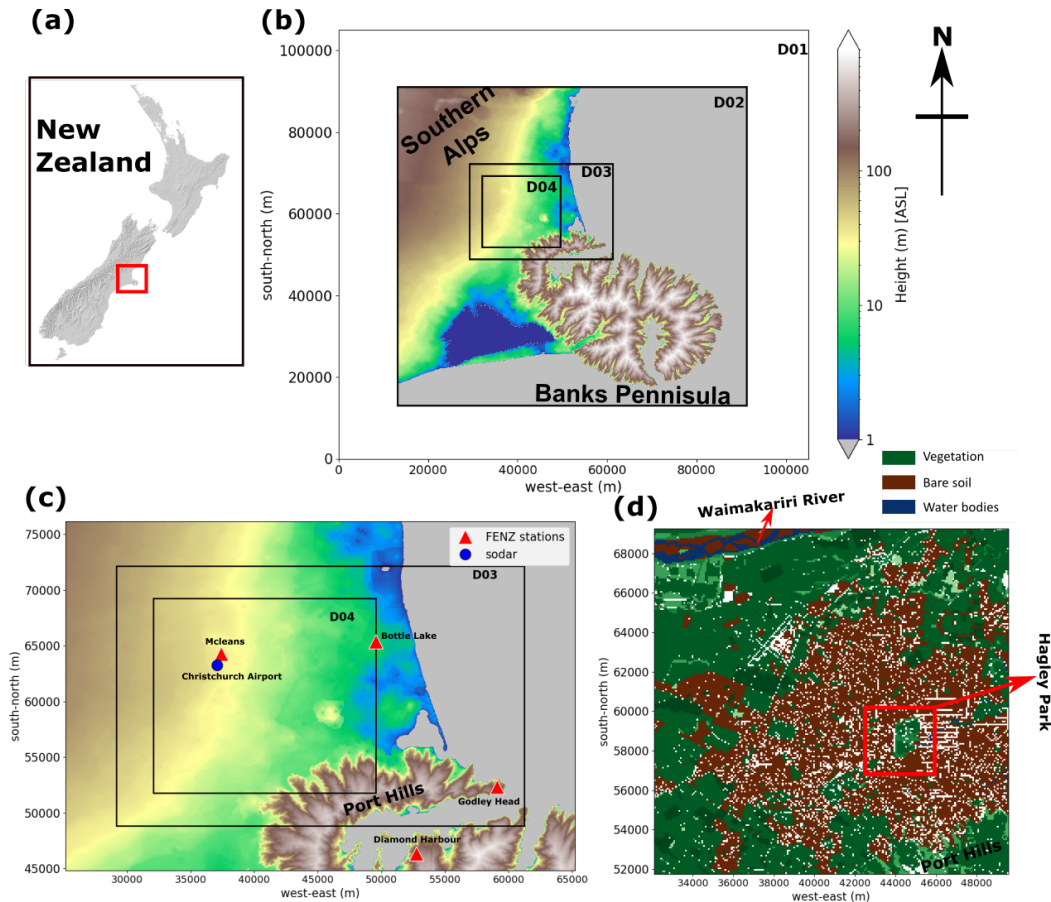 (a)
New
Zealand
(b)
D01
D02
D03
D04
Southern
Alps
Banks Pennisula
100000
80000
60000
40000
20000
0
south-north (m)
0
20000
40000
60000
80000
100000
west-east (m)
N
100
10
1
Height (m) [ASL]
(c)
FENZ stations
sodar
D03
D04
Mcleans
Christchurch Airport
Bottle Lake
Port Hills
Godley Head
Diamond Harbour
75000
70000
65000
60000
55000
50000
45000
south-north (m)
30000
35000
40000
45000
50000
55000
60000
65000
west-east (m)
Vegetation
Bare soil
Water bodies
(d)
Waimakariri River
Hagley Park
Port Hills
68000
66000
64000
62000
60000
58000
56000
54000
52000
south-north (m)
34000
36000
38000
40000
42000
44000
46000
48000
west-east (m)